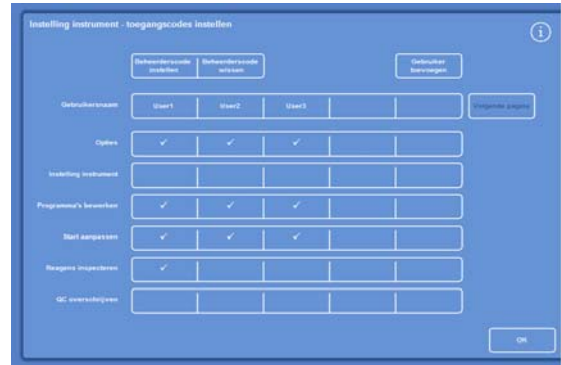 Instelling instrument - toegangscodes instellen
Beheerderscode instellen
Beheerderscode wissen
Gebruiker toevoegen
Gebruikersnaam User1 User2 User3 Volgende pagina
Opties ✓ ✓ ✓
Instelling instrument
Programma's bewerken ✓ ✓ ✓
Start aanpassen ✓ ✓ ✓
Reagens inspecteren ✓
QC overschrijven
OK